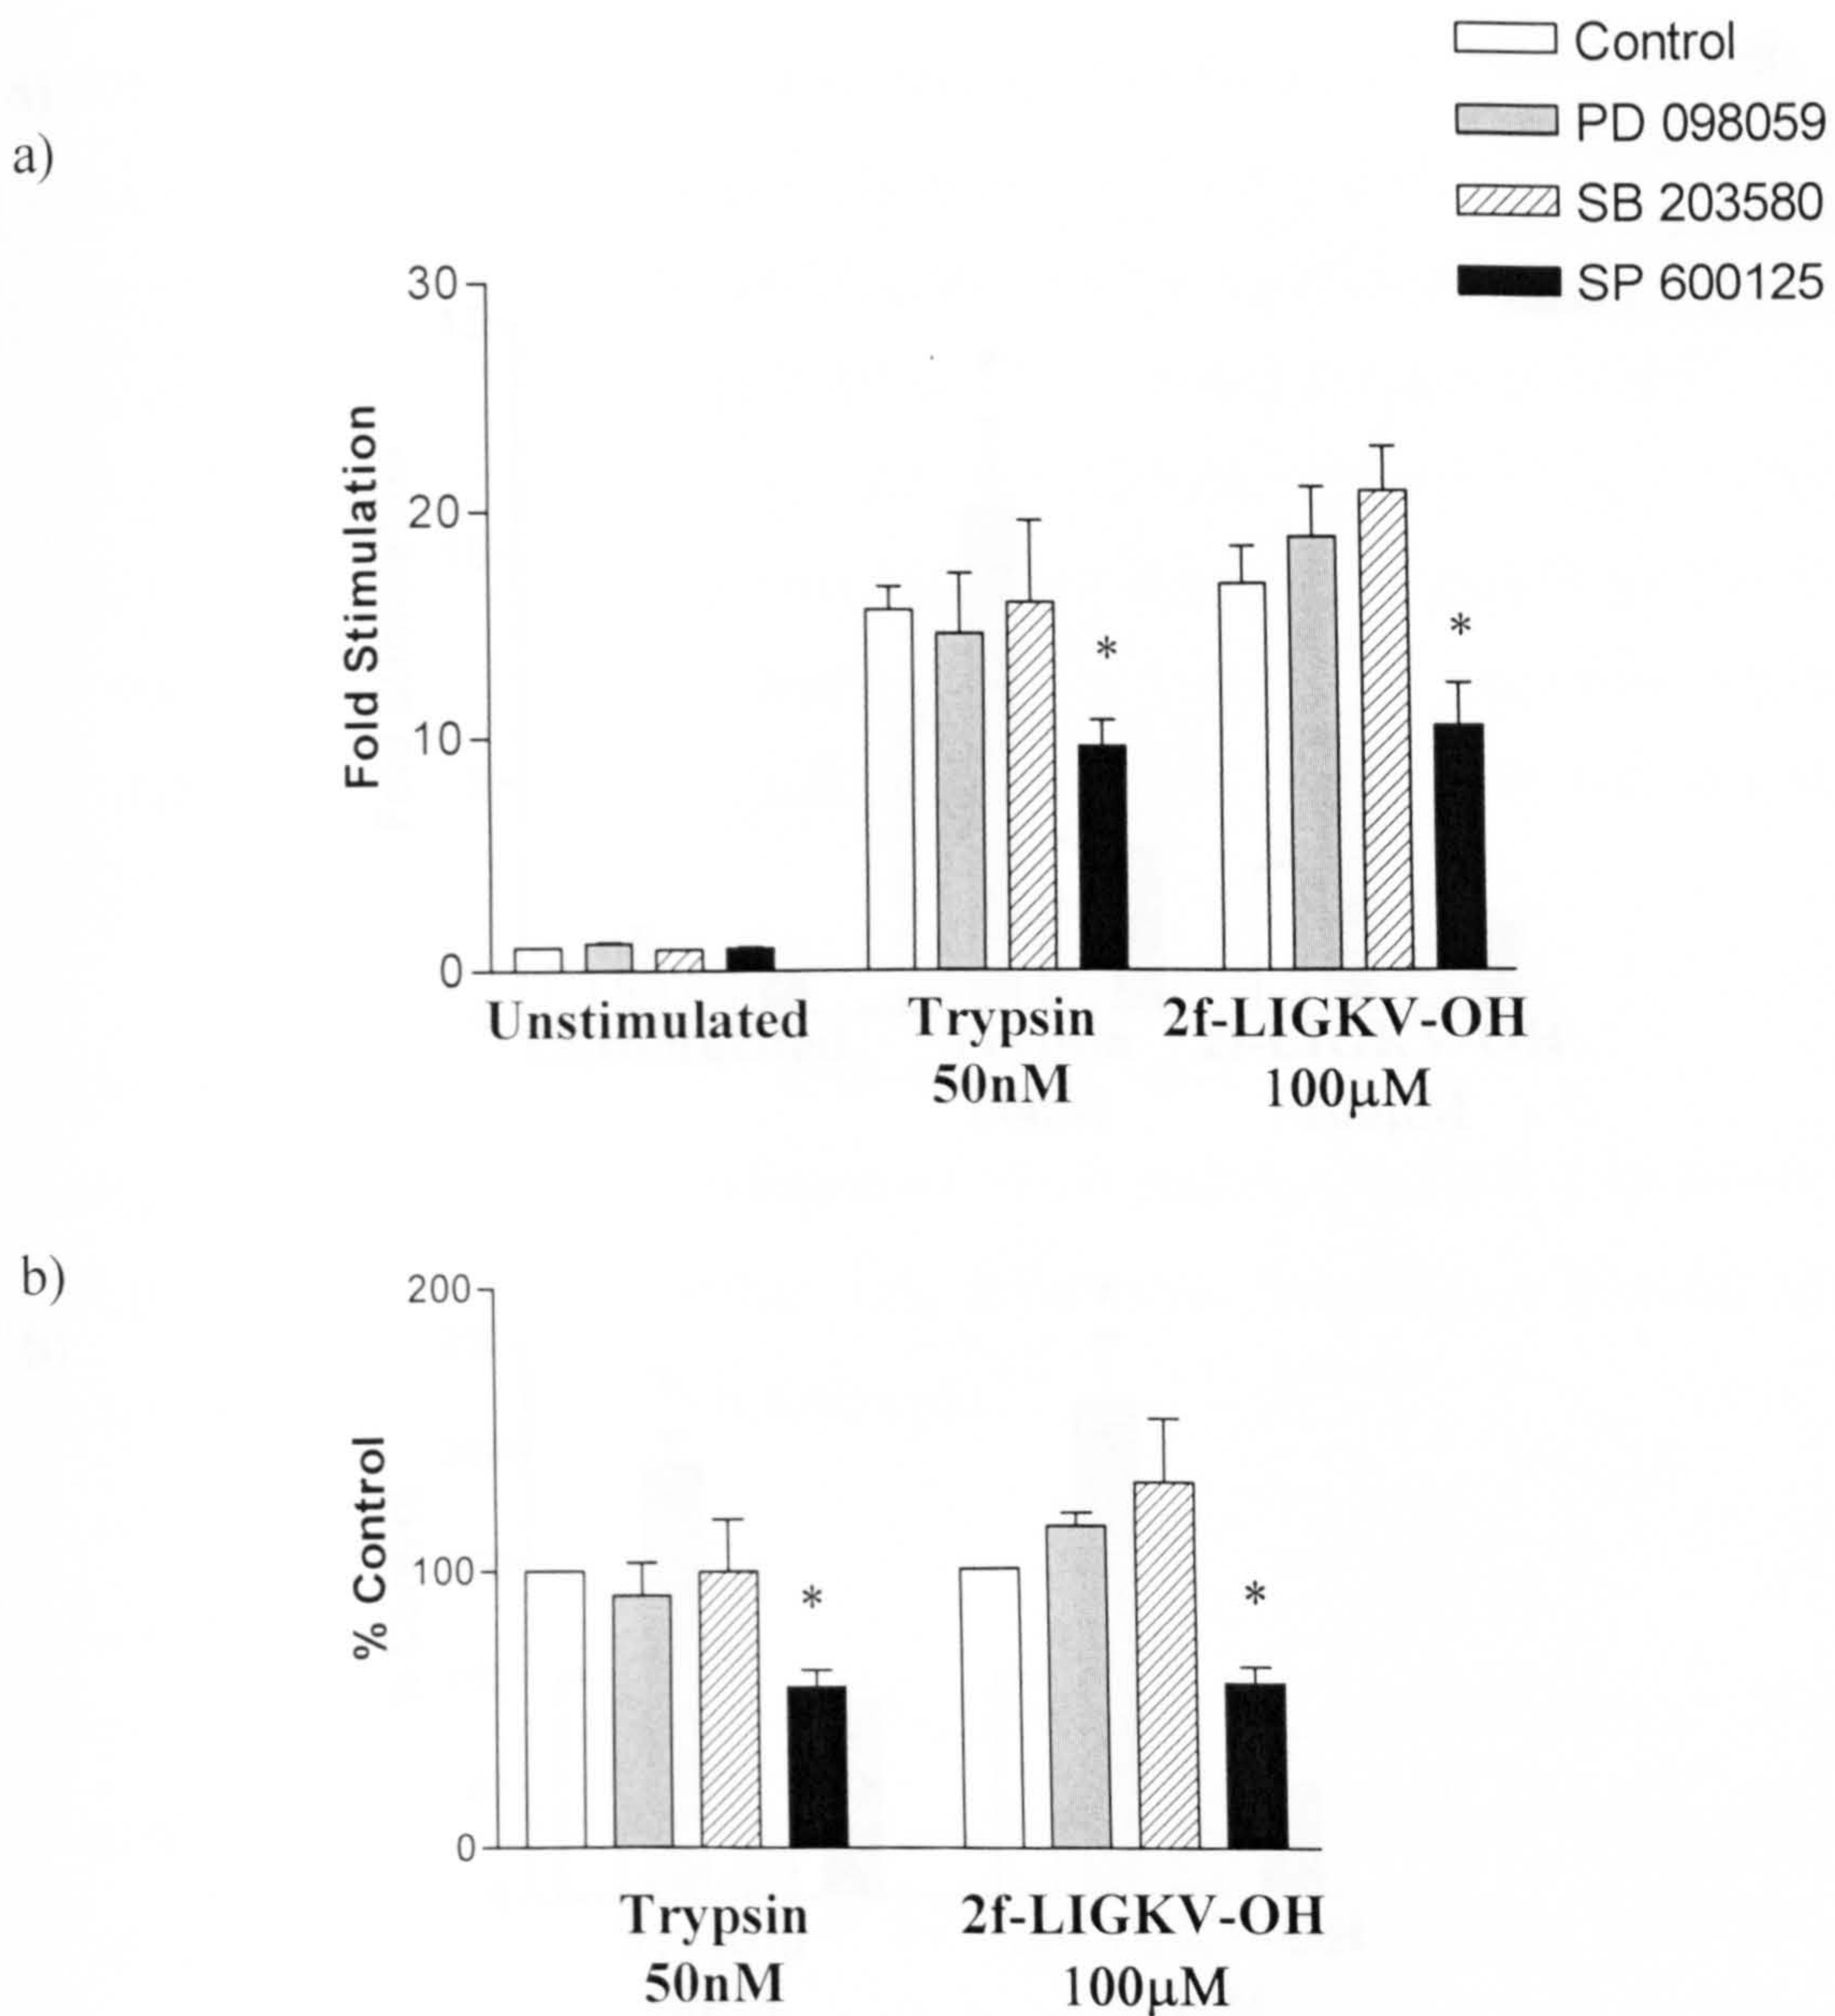 Control
PD 098059
SB 203580
SP 600125
a)
30
20
10
0
Fold Stimulation
*
*
Unstimulated
Trypsin
50nM
2f-LIGKV-OH
100μM
b)
200
100
0
% Control
*
*
Trypsin
50nM
2f-LIGKV-OH
100μM